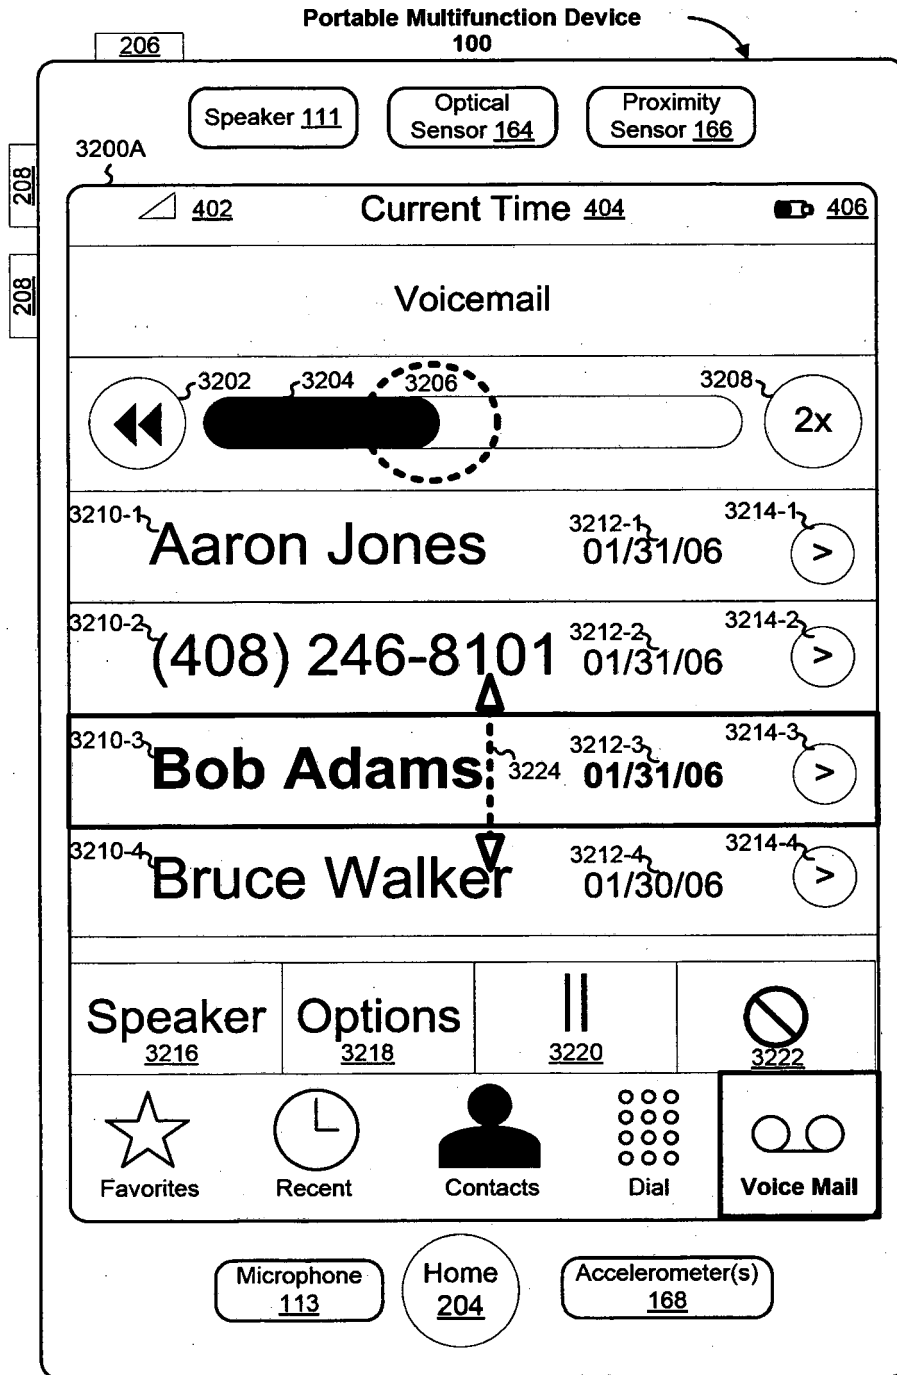 Portable Multifunction Device
100
206
Speaker 111
Optical
Sensor 164
Proximity
Sensor 166
3200A
208
208
402
Current Time 404
406
Voicemail
3202
3204
3206
3208
2x
3210-1
Aaron Jones
3212-1
01/31/06
3214-1
>
3210-2
(408) 246-8101
3212-2
01/31/06
3214-2
>
3210-3
Bob Adams
3224
3212-3
01/31/06
3214-3
>
3210-4
Bruce Walker
3212-4
01/30/06
3214-4
>
Speaker
3216
Options
3218
3220
3222
Favorites
Recent
Contacts
Dial
Voice Mail
Microphone
113
Home
204
Accelerometer(s)
168